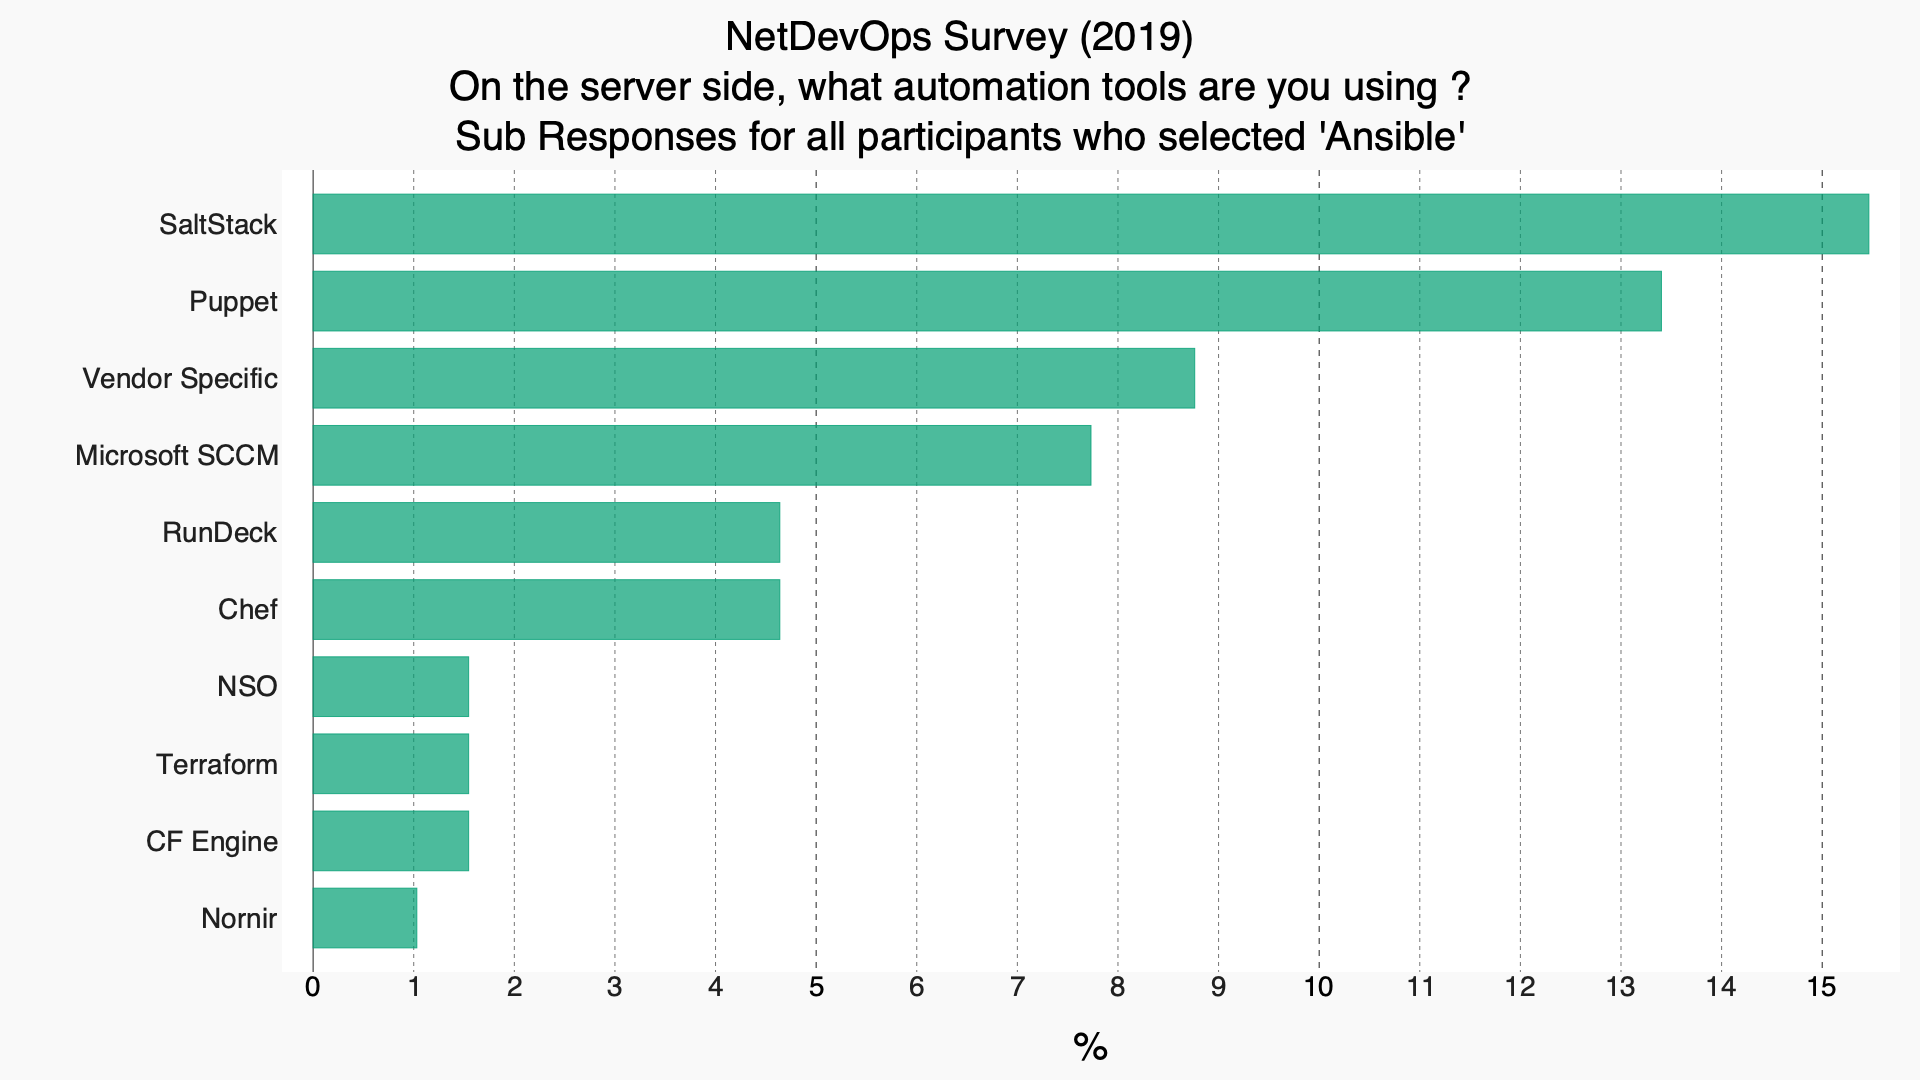 NetDevOps Survey (2019)
On the server side, what automation tools are you using ?
Sub Responses for all participants who selected 'Ansible'
SaltStack
Puppet
Vendor Specific
Microsoft SCCM
RunDeck
Chef
NSO
Terraform
CF Engine
Nornir
0 1 2 3 4 5 6 7 8 9 10 11 12 13 14 15
%